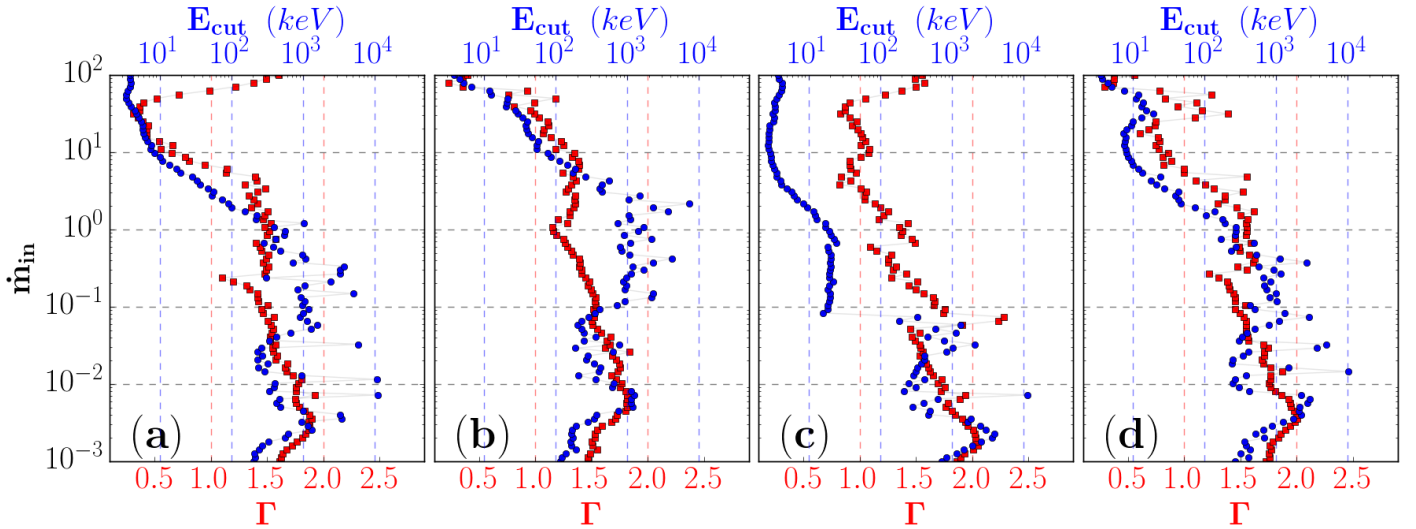 E_cut (keV) E_cut (keV) E_cut (keV) E_cut (keV)
10^1 10^2 10^3 10^4 10^1 10^2 10^3 10^4 10^1 10^2 10^3 10^4 10^1 10^2 10^3 10^4
10^2
10^1
10^0
ṁ_in
10^-1
10^-2
(a) (b) (c) (d)
10^-3
0.5 1.0 1.5 2.0 2.5 0.5 1.0 1.5 2.0 2.5 0.5 1.0 1.5 2.0 2.5 0.5 1.0 1.5 2.0 2.5
Γ Γ Γ Γ